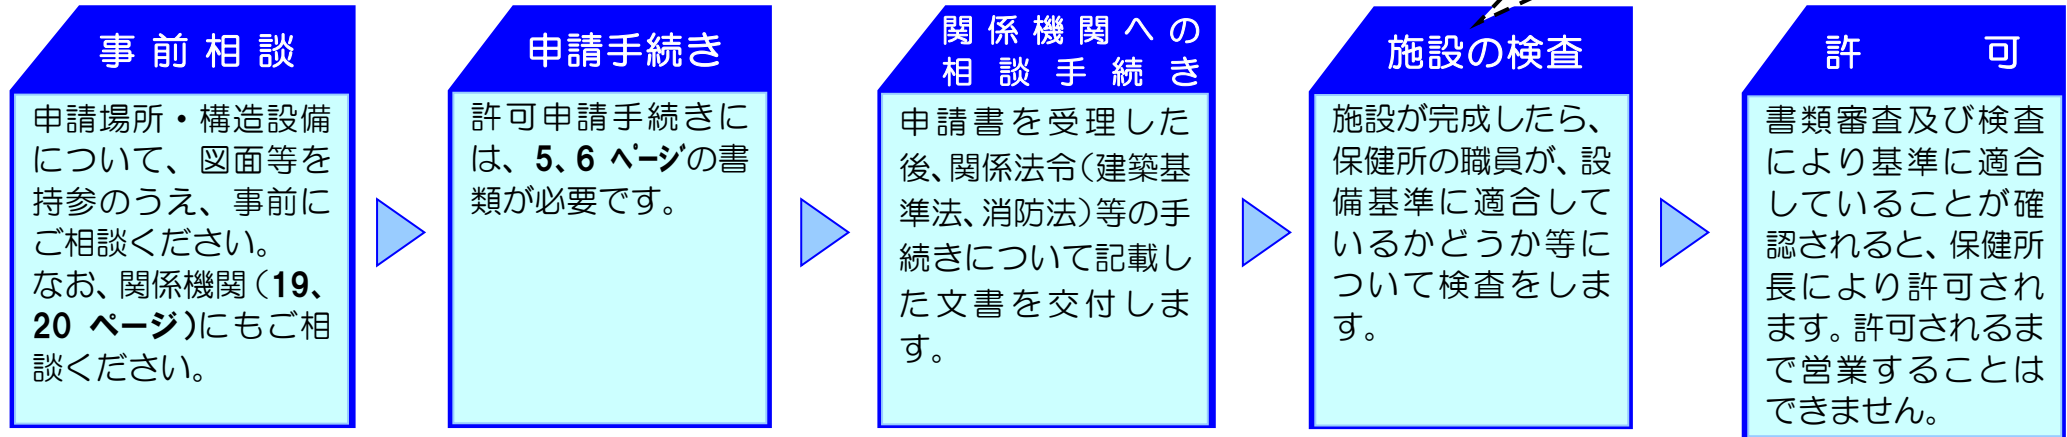 事前相談
申請場所・構造設備
について、図面等を
持参のうえ、事前に
ご相談ください。
なお、関係機関（19、
20 ページ)にもご相
談ください。
申請手続き
許可申請手続きに
は、5、6 ページの書
類が必要です。
関係機関への
相談手続き
申請書を受理した
後、関係法令（建築基
準法、消防法）等の手
続きについて記載し
た文書を交付しま
す。
施設の検査
施設が完成したら、
保健所の職員が、設
備基準に適合して
いるかどうか等に
ついて検査をしま
す。
許可
書類審査及び検査
により基準に適合
していることが確
認されると、保健所
長により許可され
ます。許可されるま
で営業することは
できません。